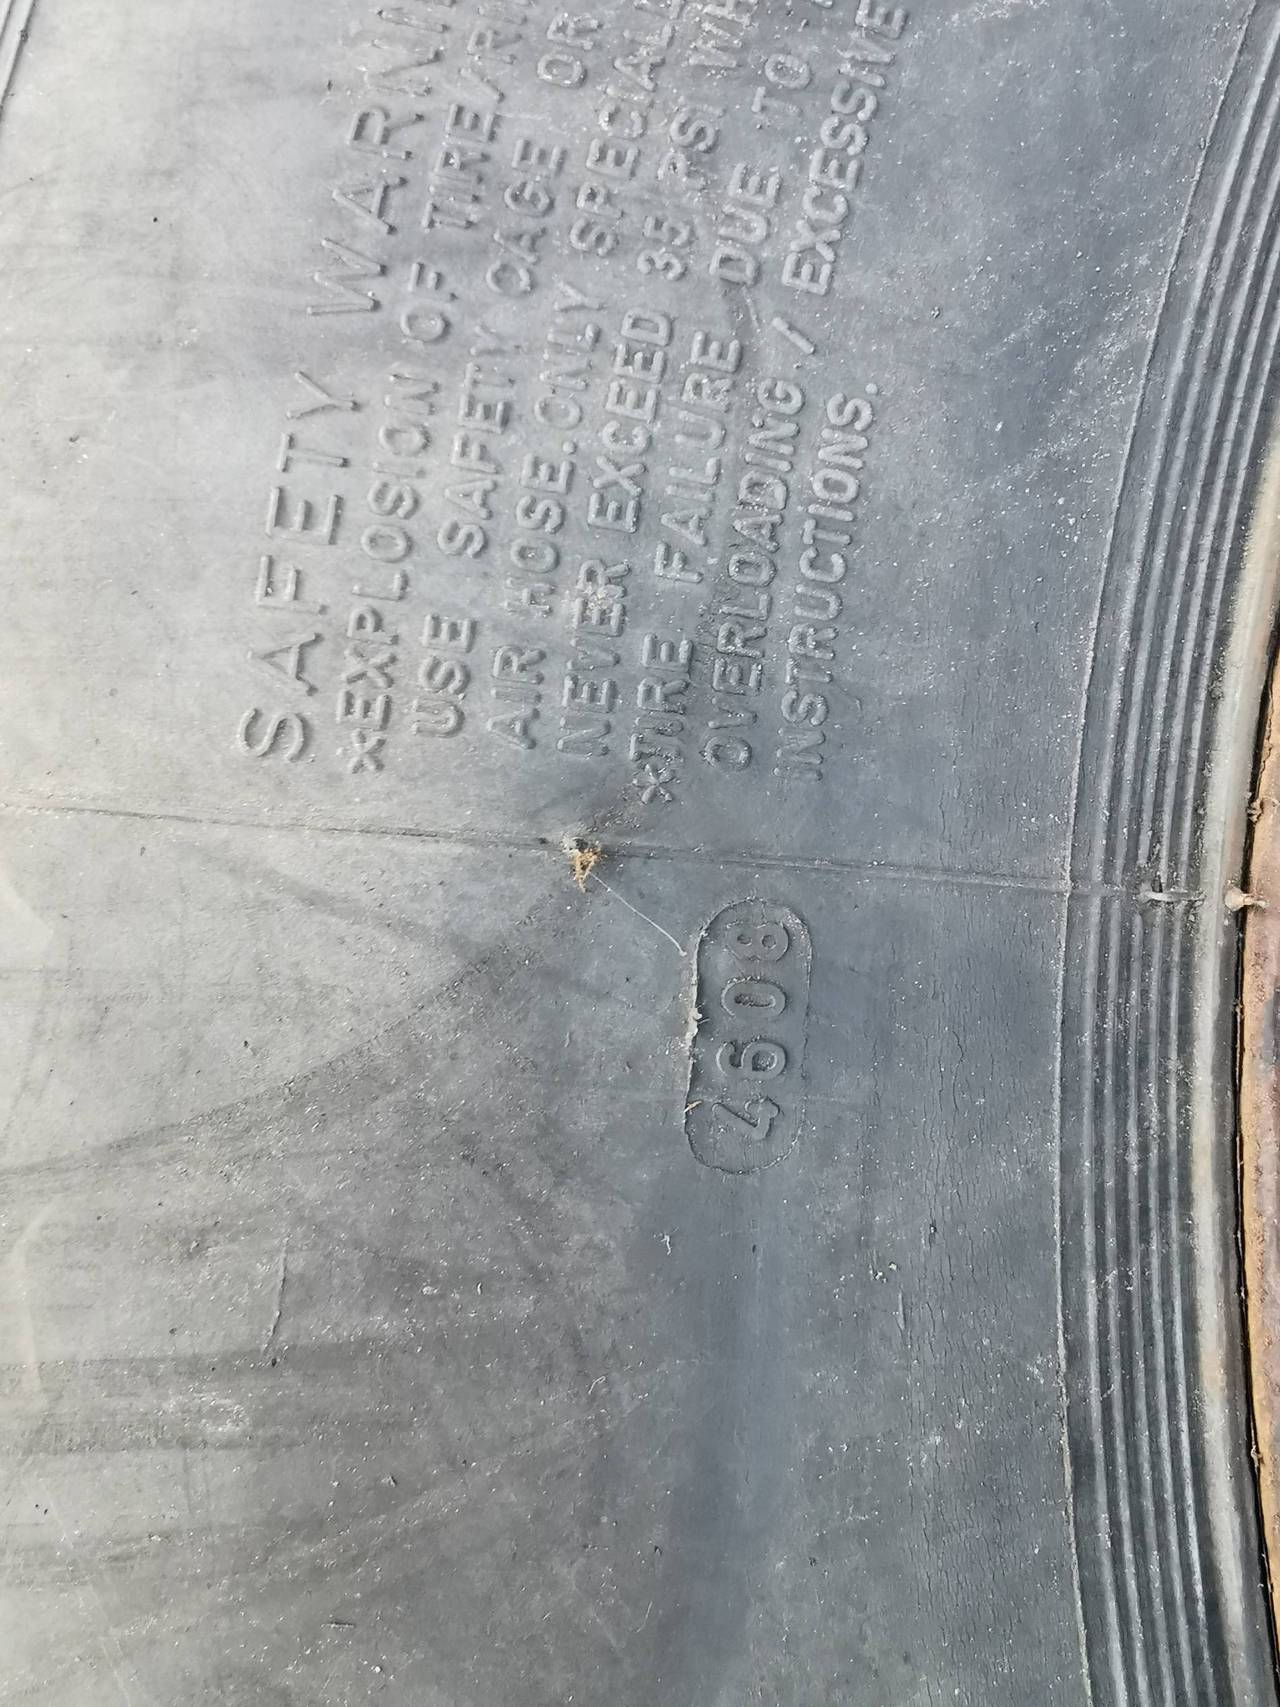 SAFETY
*EXPLOSION OF TIRE
USE SAFETY CAGE OR
AIR HOSE.ONLY
NEVER EXCEED 35 PSI
*TIRE FAILURE DUE TO
OVERLOADING / EXCESSIVE
INSTRUCTIONS.
4608